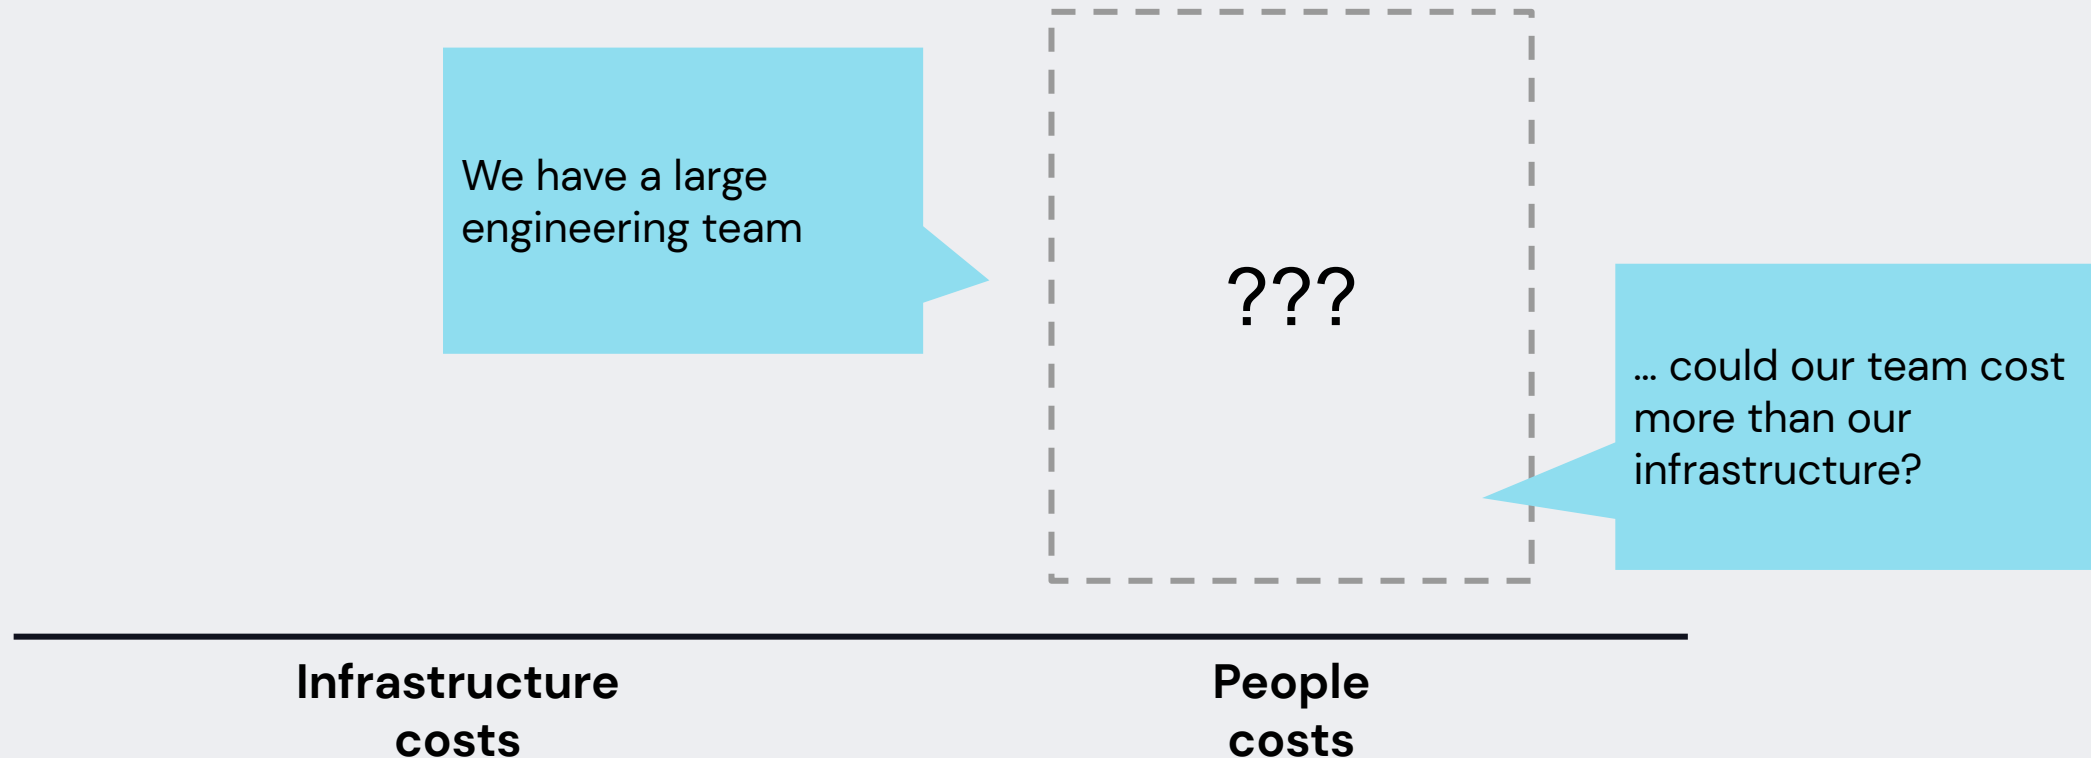 We have a large
engineering team
???
... could our team cost
more than our
infrastructure?
Infrastructure
costs
People
costs